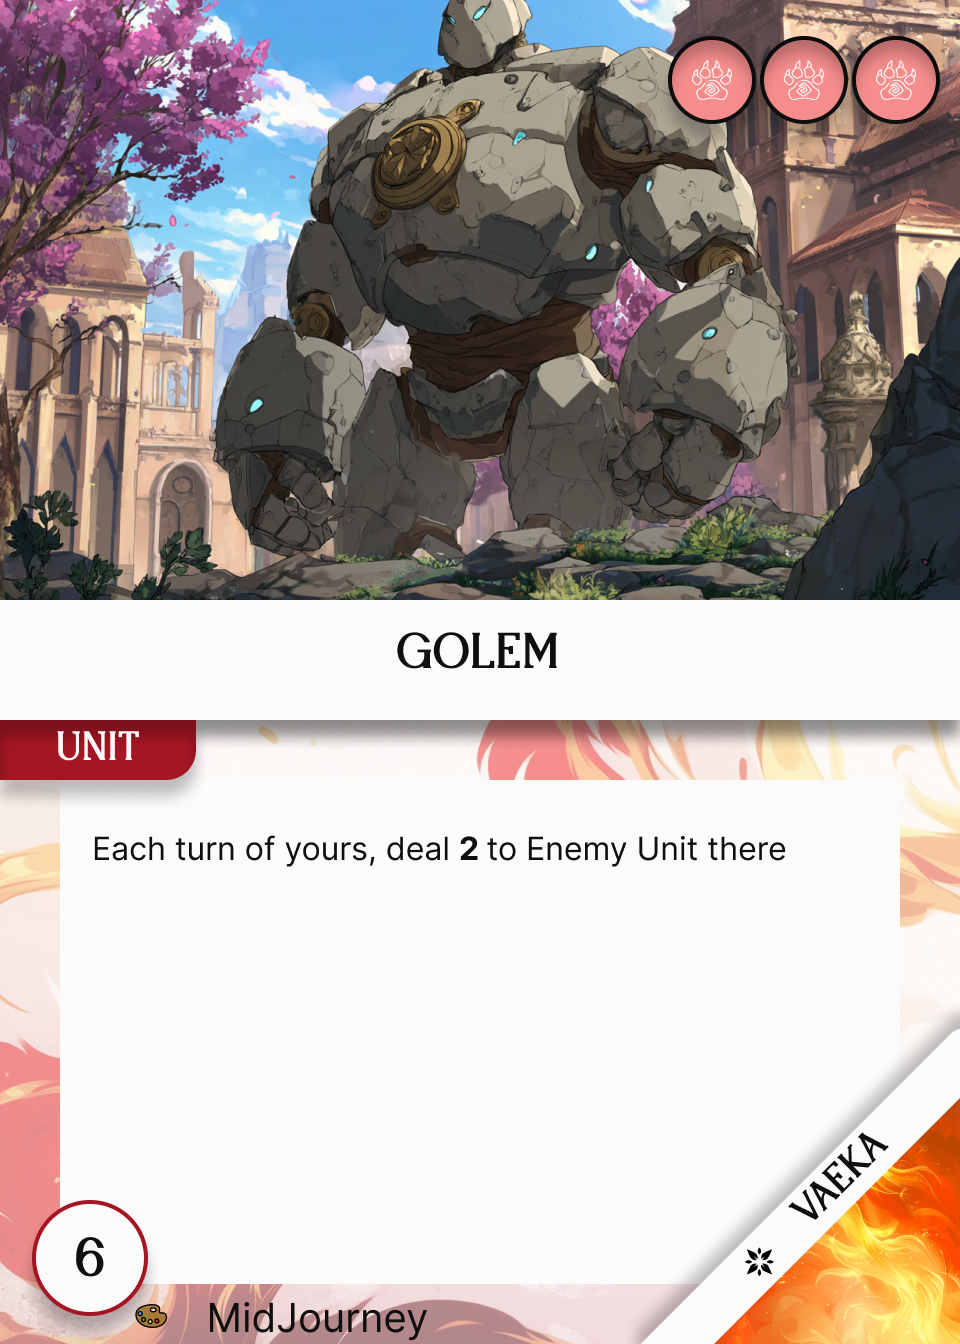 GOLEM
UNIT
Each turn of yours, deal 2 to Enemy Unit there
VAEKA
6
MidJourney